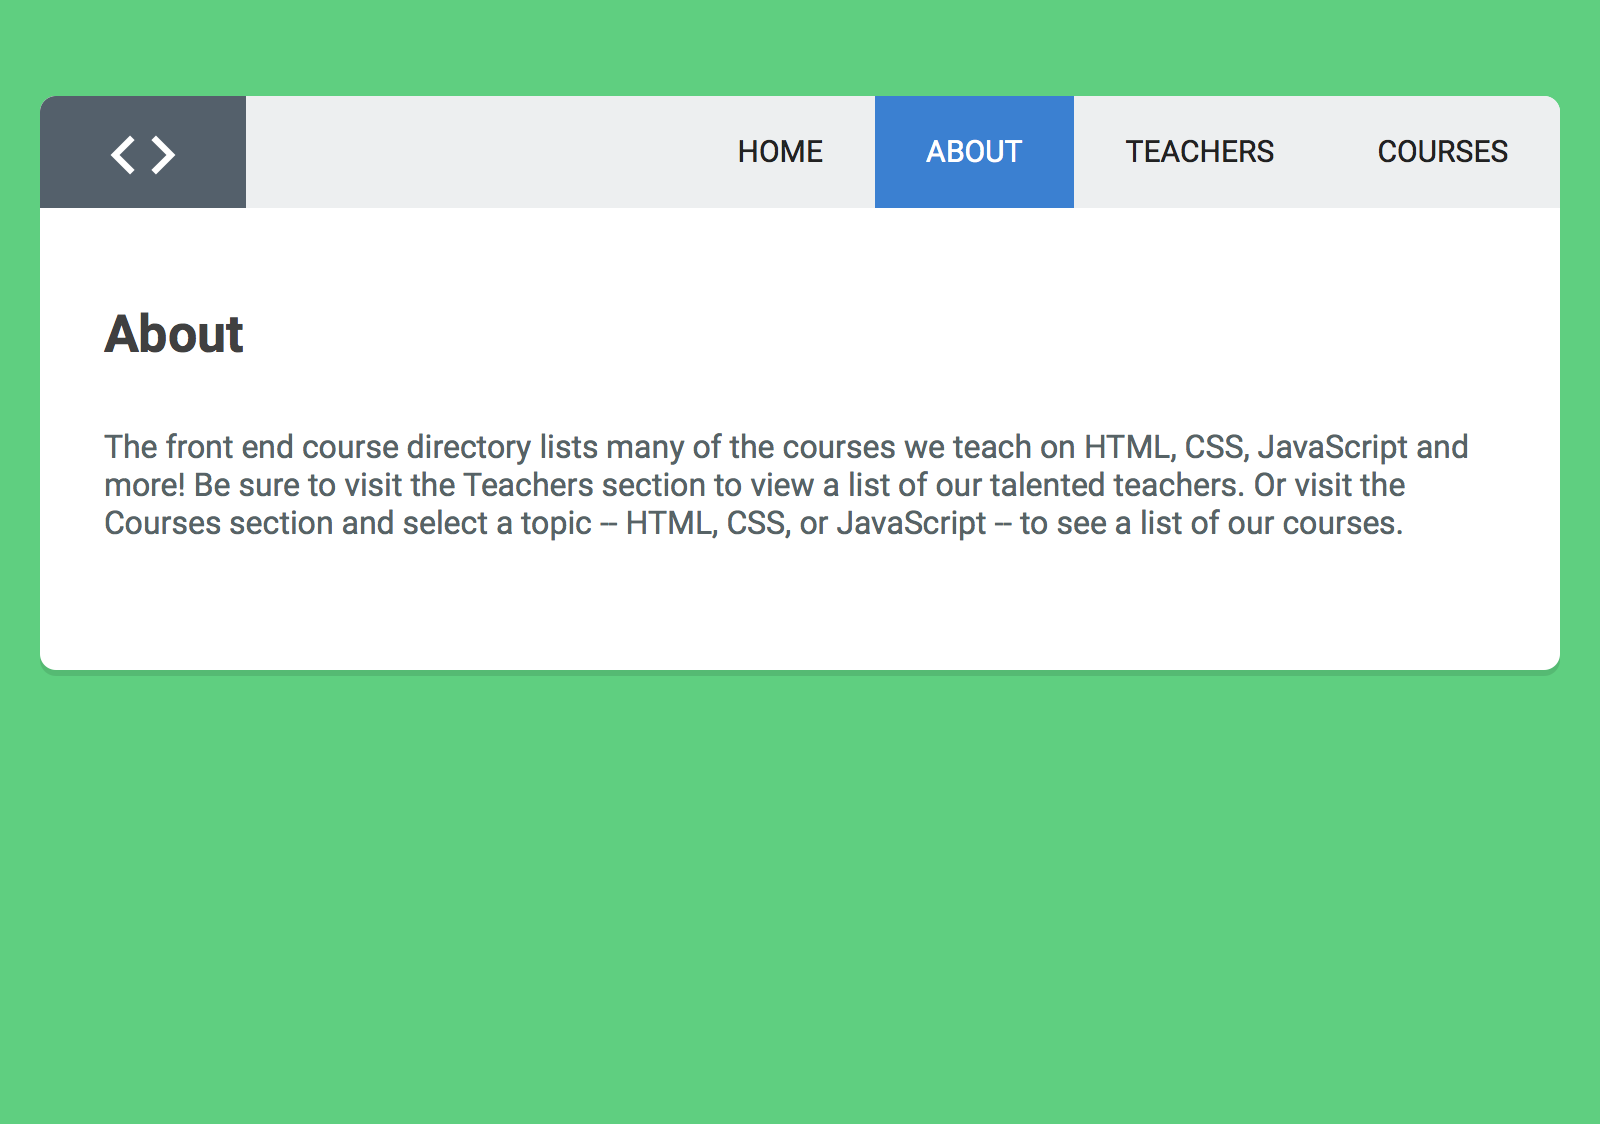 HOME ABOUT TEACHERS COURSES
About
The front end course directory lists many of the courses we teach on HTML, CSS, JavaScript and
more! Be sure to visit the Teachers section to view a list of our talented teachers. Or visit the
Courses section and select a topic -- HTML, CSS, or JavaScript -- to see a list of our courses.